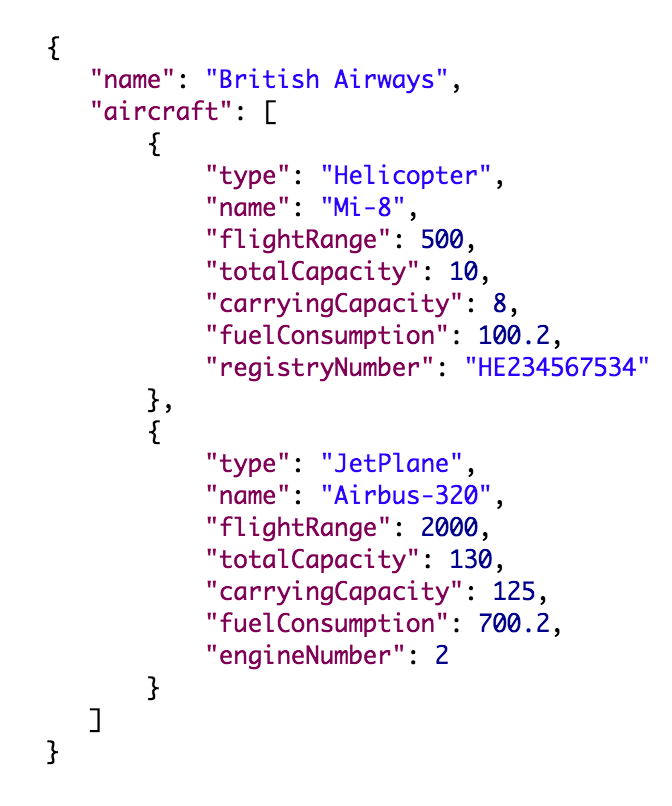 {
   "name": "British Airways",
   "aircraft": [
       {
           "type": "Helicopter",
           "name": "Mi-8",
           "flightRange": 500,
           "totalCapacity": 10,
           "carryingCapacity": 8,
           "fuelConsumption": 100.2,
           "registryNumber": "HE234567534"
       },
       {
           "type": "JetPlane",
           "name": "Airbus-320",
           "flightRange": 2000,
           "totalCapacity": 130,
           "carryingCapacity": 125,
           "fuelConsumption": 700.2,
           "engineNumber": 2
       }
   ]
}